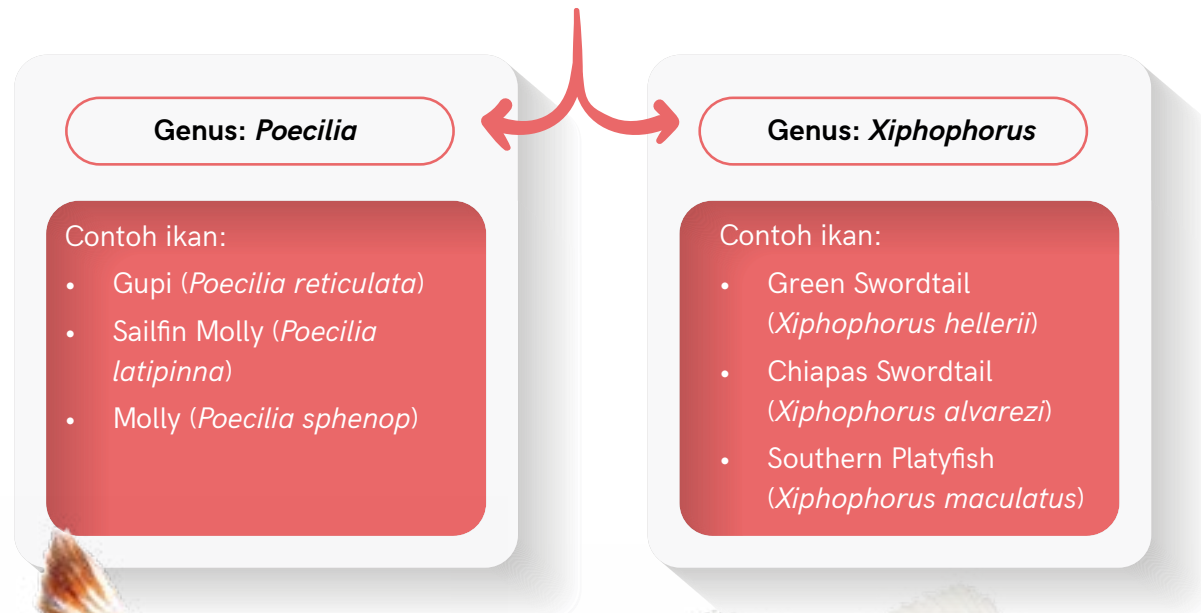 Genus: Poecilia
Contoh ikan:
• Gupi (Poecilia reticulata)
• Sailfin Molly (Poecilia
latipinna)
• Molly (Poecilia sphenop)
Genus: Xiphophorus
Contoh ikan:
• Green Swordtail
(Xiphophorus hellerii)
• Chiapas Swordtail
(Xiphophorus alvarezi)
• Southern Platyfish
(Xiphophorus maculatus)